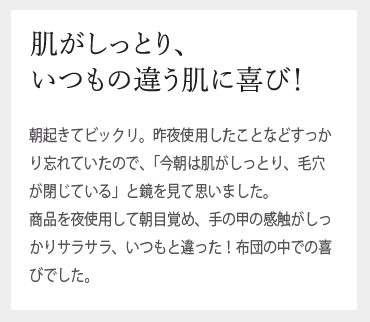 肌がしっとり、
いつもの違う肌に喜び！
朝起きてビックリ。昨夜使用したことなどすっか
り忘れていたので、「今朝は肌がしっとり、毛穴
が閉じている」と鏡を見て思いました。
商品を夜使用して朝目覚め、手の甲の感触がしっ
かりサラサラ、いつもと違った！布団の中での喜
びでした。